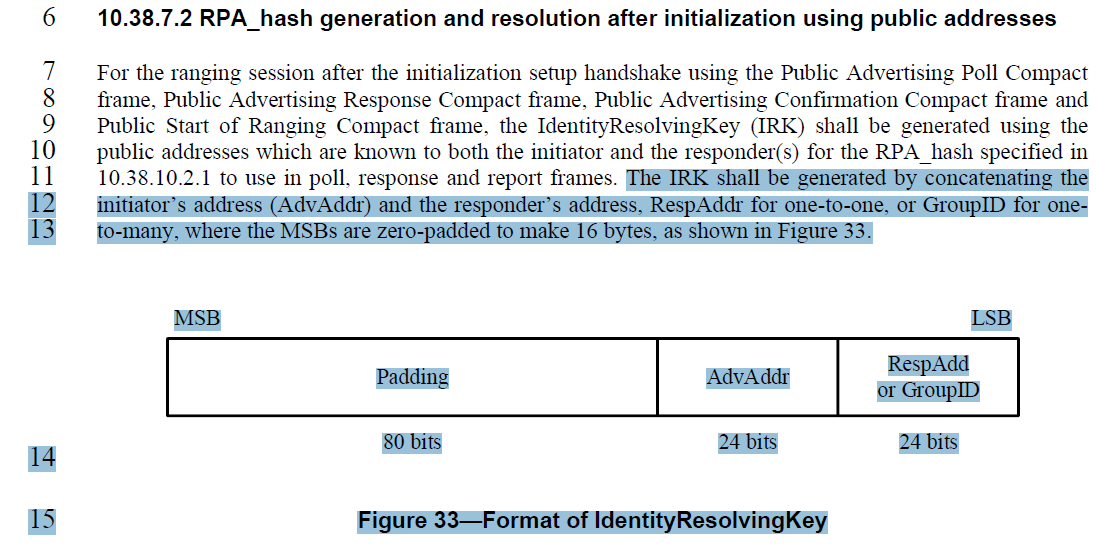 6 10.38.7.2 RPA_hash generation and resolution after initialization using public addresses
7 For the ranging session after the initialization setup handshake using the Public Advertising Poll Compact
8 frame, Public Advertising Response Compact frame, Public Advertising Confirmation Compact frame and
9 Public Start of Ranging Compact frame, the IdentityResolvingKey (IRK) shall be generated using the
10 public addresses which are known to both the initiator and the responder(s) for the RPA_hash specified in
11 10.38.10.2.1 to use in poll, response and report frames. The IRK shall be generated by concatenating the
12 initiator’s address (AdvAddr) and the responder’s address, RespAddr for one-to-one, or GroupID for one-
13 to-many, where the MSBs are zero-padded to make 16 bytes, as shown in Figure 33.
MSB LSB
Padding AdvAddr RespAdd
or GroupID
80 bits 24 bits 24 bits
14
15 Figure 33—Format of IdentityResolvingKey